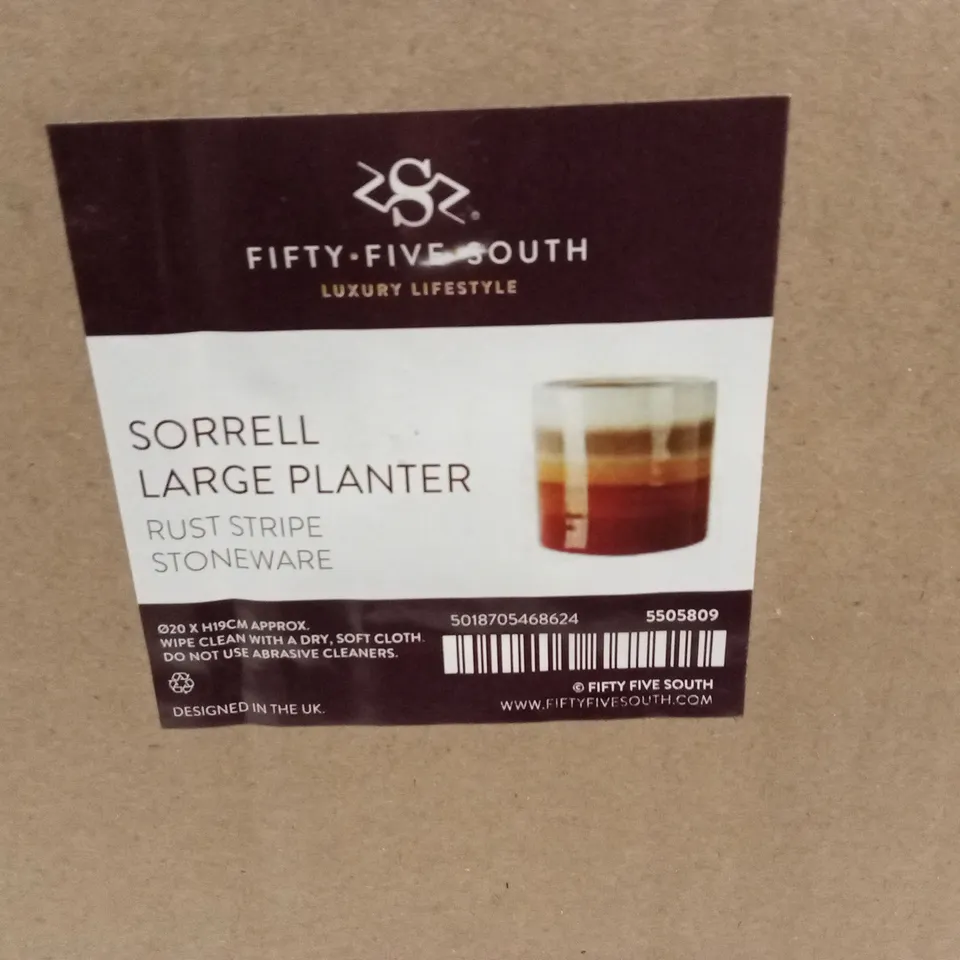 FIFTY·FIVE SOUTH
LUXURY LIFESTYLE
SORRELL
LARGE PLANTER
RUST STRIPE
STONEWARE
Ø20 X H19CM APPROX.
WIPE CLEAN WITH A DRY, SOFT CLOTH.
DO NOT USE ABRASIVE CLEANERS.
DESIGNED IN THE UK.
5018705468624 5505809
© FIFTY FIVE SOUTH
WWW.FIFTYFIVESOUTH.COM